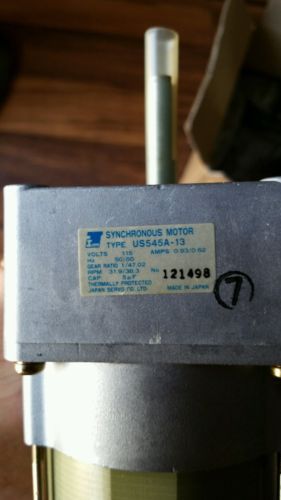 SYNCHRONOUS MOTOR
TYPE US545A-13
VOLTS 115 AMPS 0.93/0.62
Hz 50/60
GEAR RATIO 1/47.02
RPM 31.9/38.3 No 121498
CAP. 5μF
THERMALLY PROTECTED
JAPAN SERVO CO. LTD. MADE IN JAPAN
7